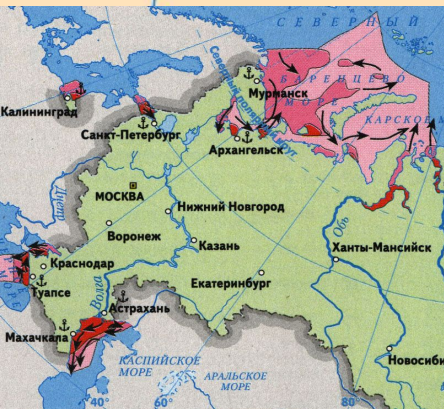 СЕВЕРНЫЙ
БАРЕНЦЕВО
МОРЕ
Мурманск
Северный полярный круг
КАРСКОЕ М
Калининград
Санкт-Петербург
Архангельск
Днепр
МОСКВА
Нижний Новгород
Обь
Воронеж
Казань
Ханты-Мансийск
Краснодар
Туапсе
Волга
Екатеринбург
Астрахань
Махачкала
КАСПИЙСКОЕ
МОРЕ
АРАЛЬСКОЕ
МОРЕ
Новосиби
40°
60°
80°